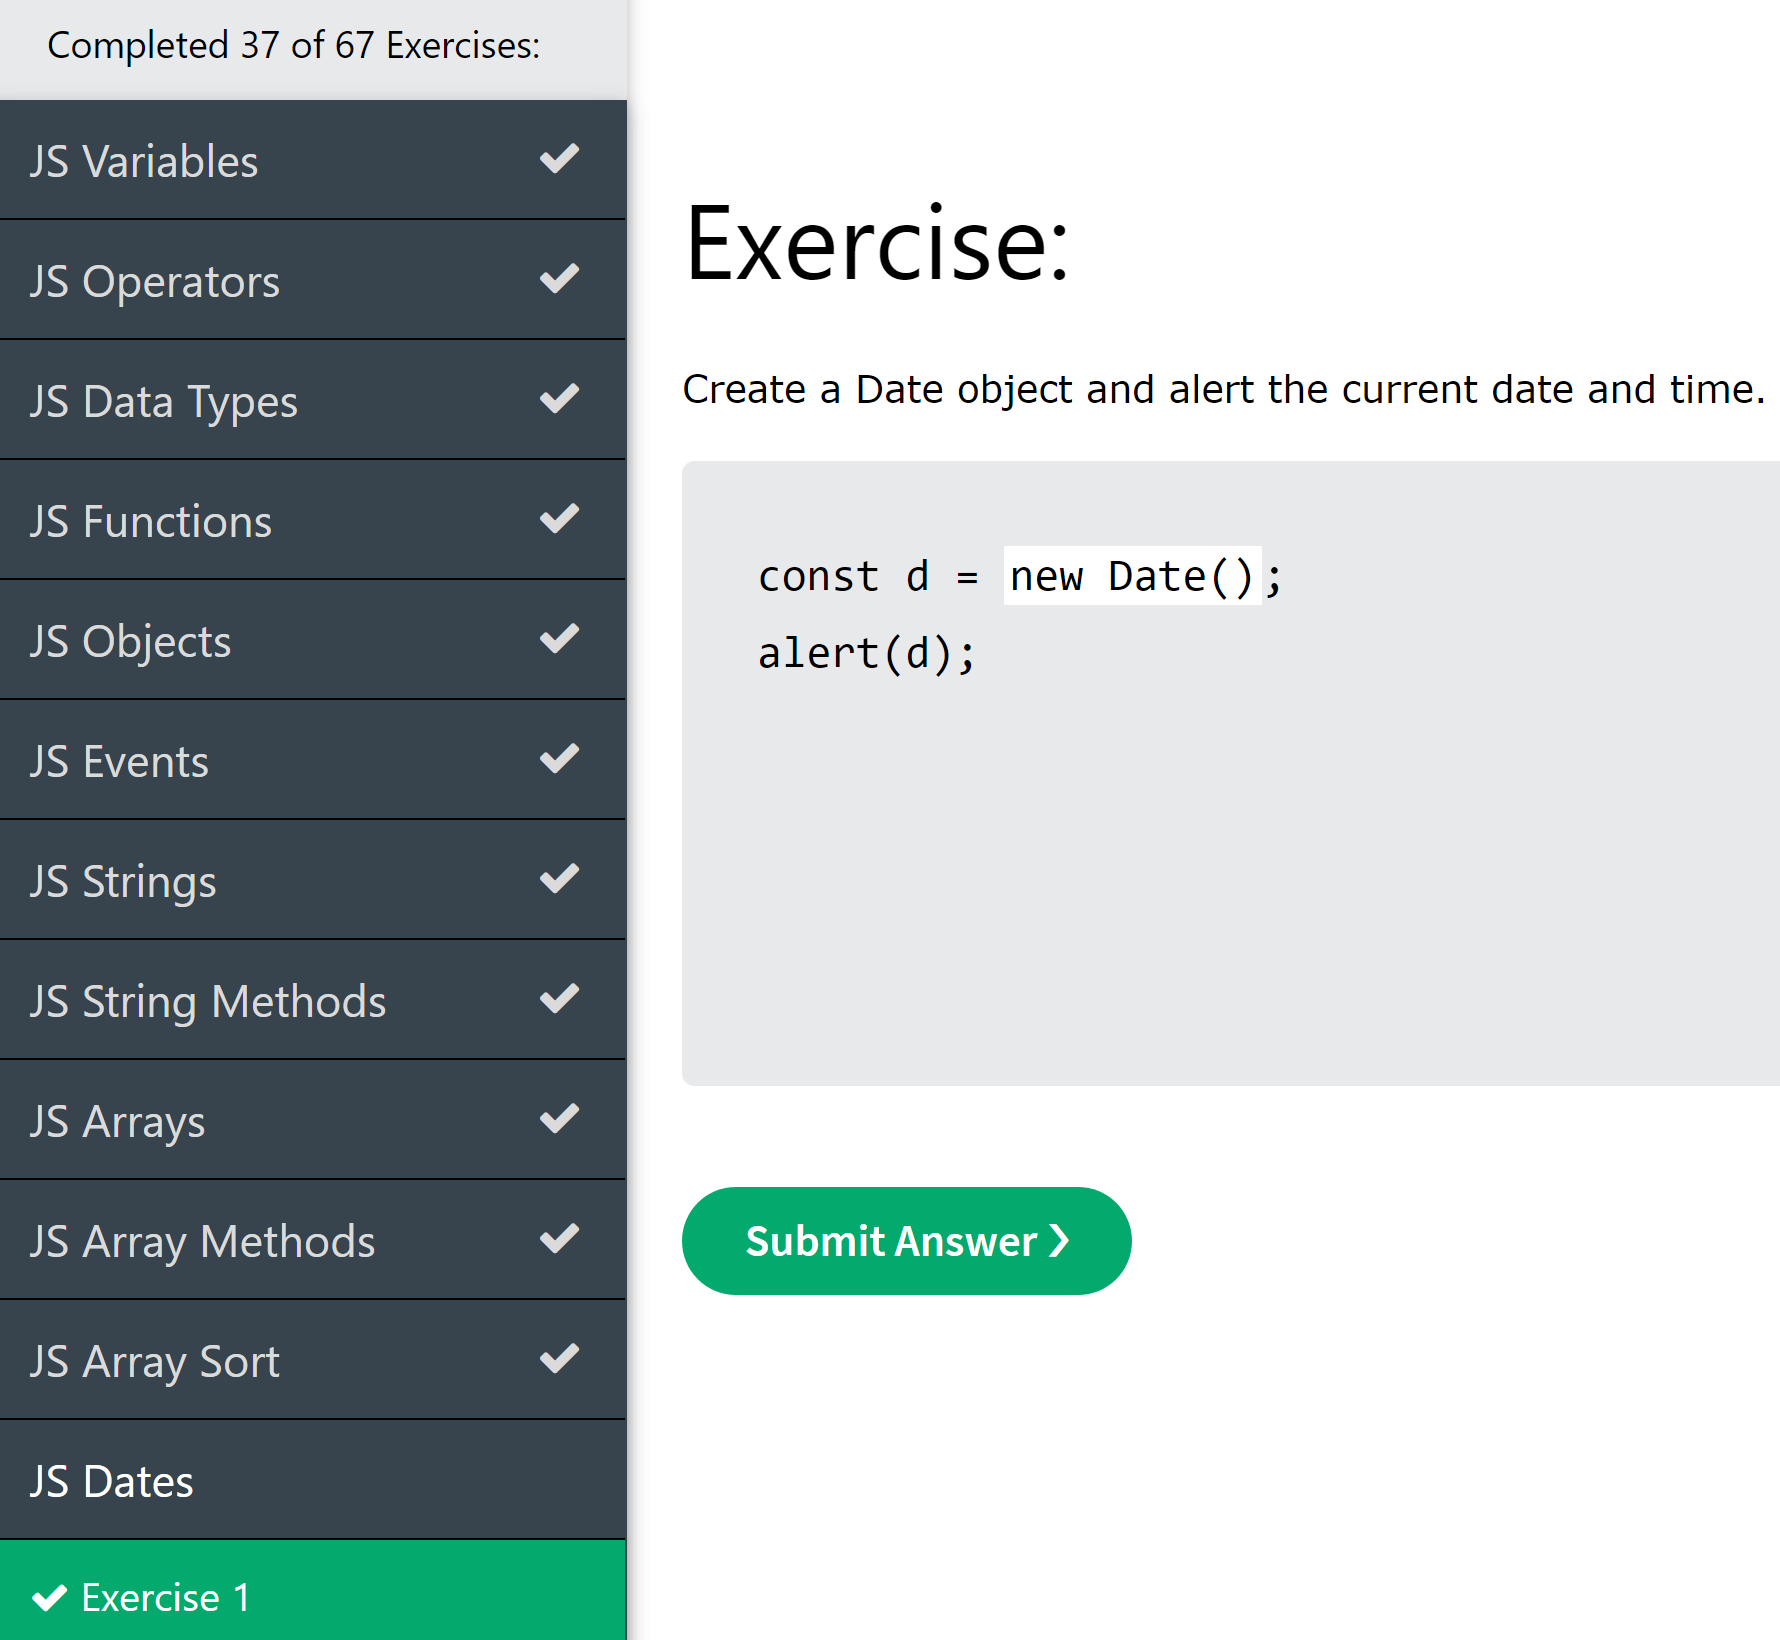 Completed 37 of 67 Exercises:
JS Variables
JS Operators
JS Data Types
JS Functions
JS Objects
JS Events
JS Strings
JS String Methods
JS Arrays
JS Array Methods
JS Array Sort
JS Dates
Exercise 1
Exercise:
Create a Date object and alert the current date and time.
const d = new Date();
alert(d);
Submit Answer ❯